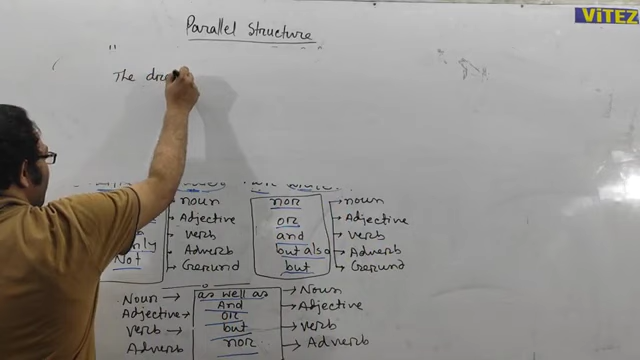 ViTEZ
Parallel Structure
"
The dre
noun nor noun
Adjective or Adjective
verb and verb
nly Adverb but also Adverb
Not Gerund but Gerund
Noun as well as Noun
Adjective And Adjective
or
verb but verb
Adverb nor Adverb